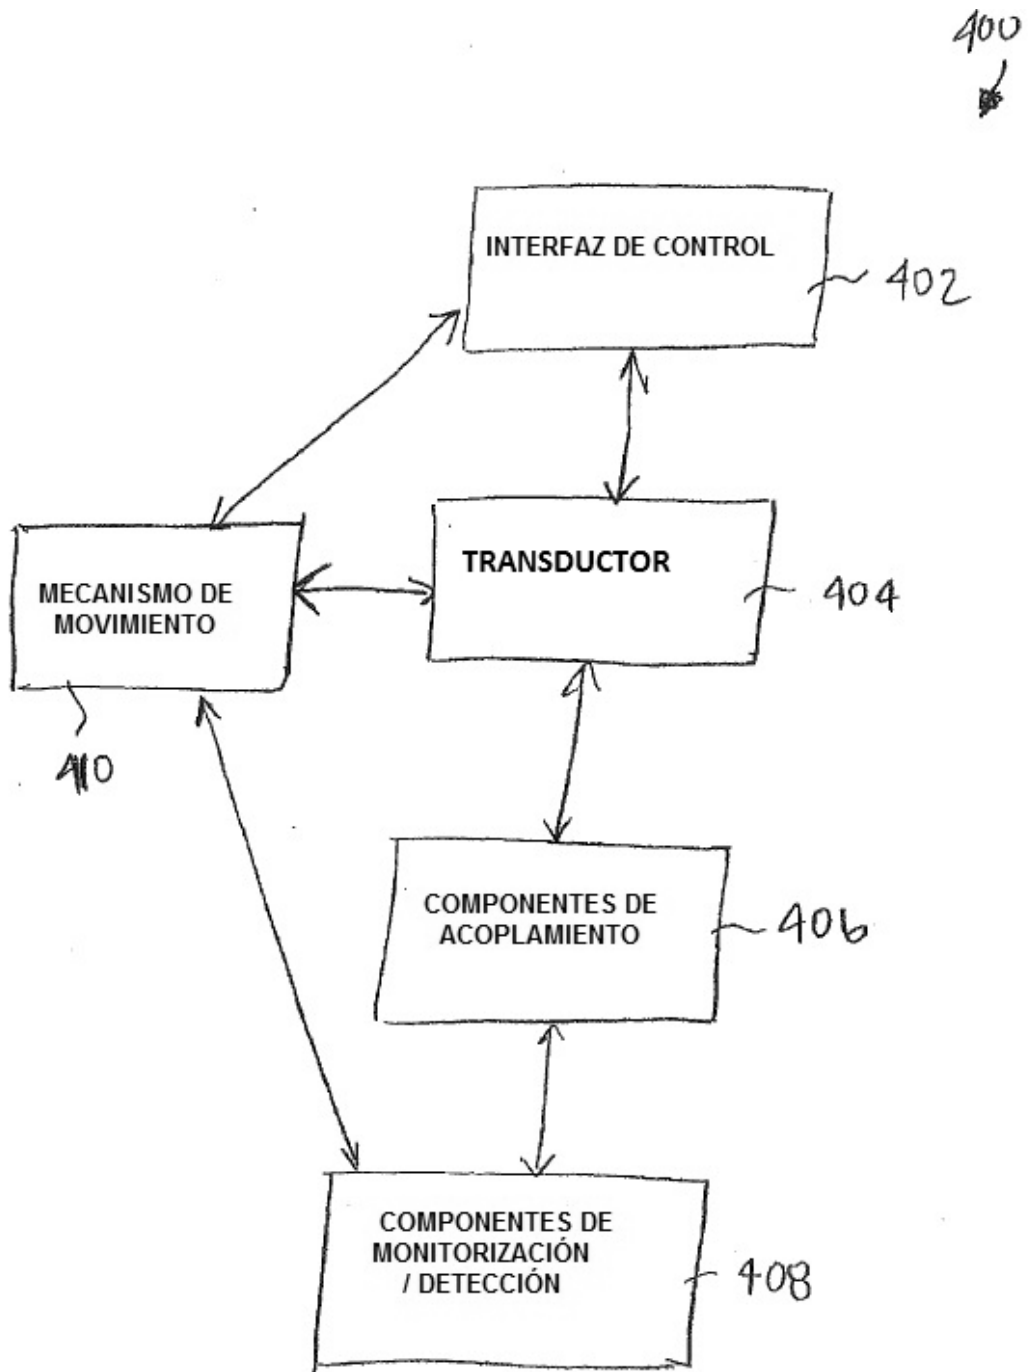 400
INTERFAZ DE CONTROL
402
TRANSDUCTOR
404
MECANISMO DE
MOVIMIENTO
410
COMPONENTES DE
ACOPLAMIENTO
406
COMPONENTES DE
MONITORIZACIÓN
/ DETECCIÓN
408